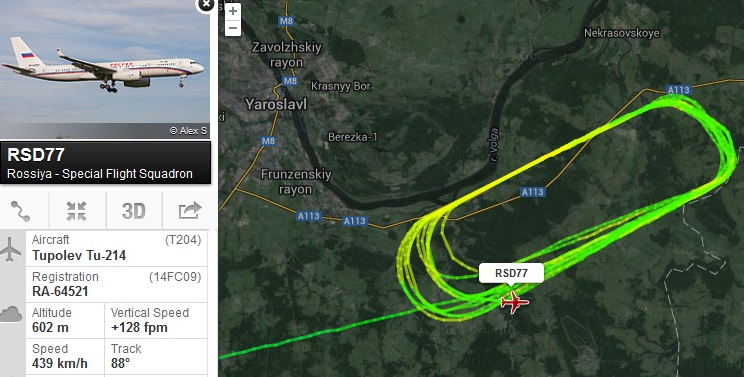 © Alex S
RSD77
Rossiya - Special Flight Squadron
3D
Aircraft (T204)
Tupolev Tu-214
Registration (14FC09)
RA-64521
Altitude Vertical Speed
602 m +128 fpm
Speed Track
439 km/h 88°
+
−
M8
Nekrasovskoye
Zavolzhskiy
rayon
M8
Krasnyy Bor
A113
Yaroslavl
Berezka-1
M8
r. Volga
Frunzenskiy
rayon
A113
A113
A113
RSD77